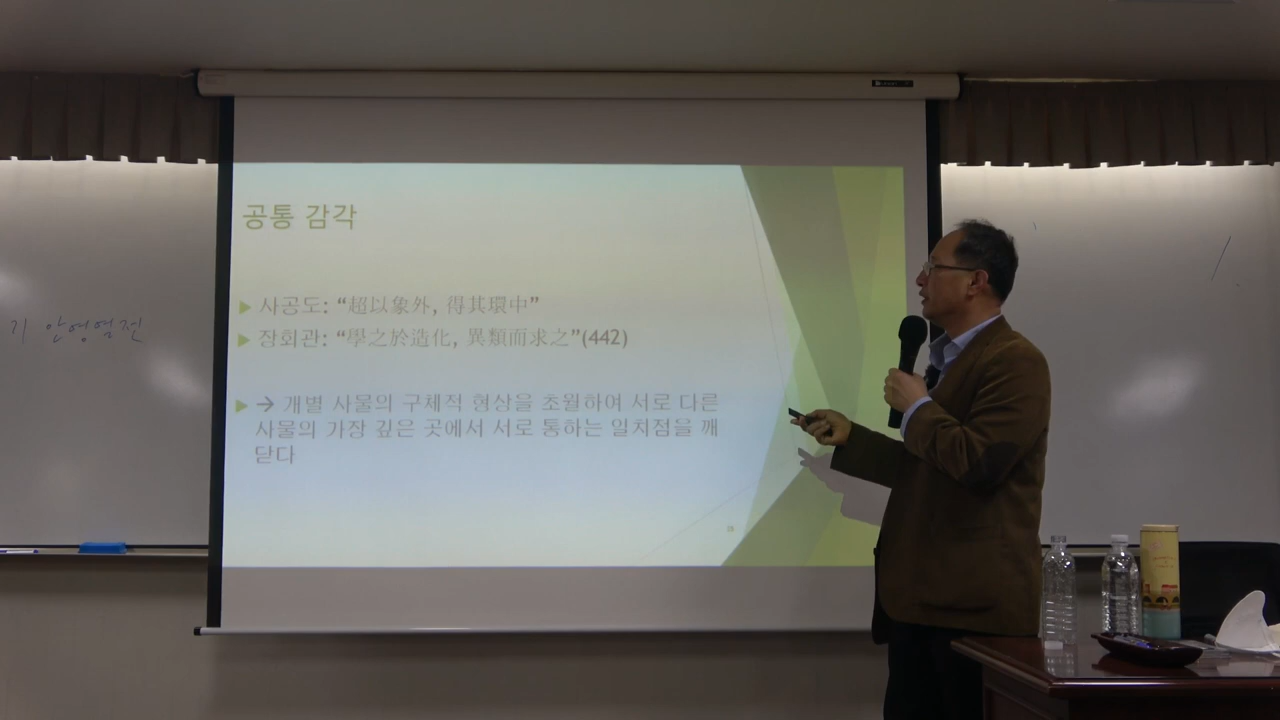 공통 감각
사공도: “超以象外, 得其環中”
장회관: “學之於造化, 異類而求之”(442)
→ 개별 사물의 구체적 형상을 초월하여 서로 다른
사물의 가장 깊은 곳에서 서로 통하는 일치점을 깨
닫다